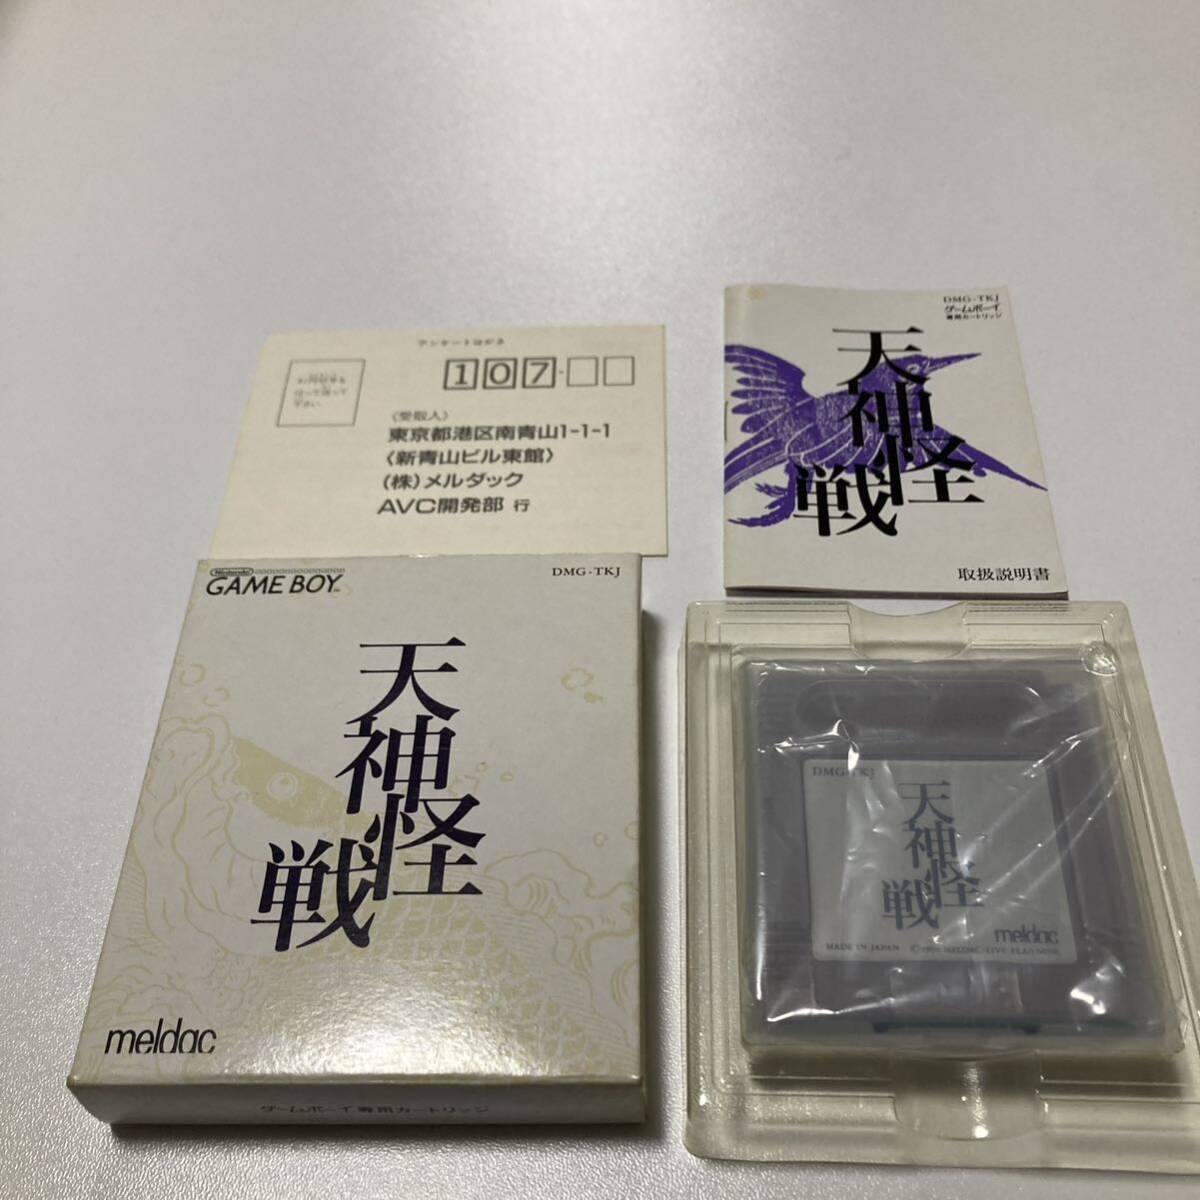 アンケートはがき
107-
〈受取人〉
東京都港区南青山1-1-1
〈新青山ビル東館〉
(株)メルダック
AVC開発部 行
DMG-TKJ
ゲームボーイ
専用カートリッジ
天神怪戦
取扱説明書
Nintendo
GAME BOY
DMG-TKJ
天神怪戦
meldac
ゲームボーイ専用カートリッジ
DMG-TKJ
天神怪戦
meldac
MADE IN JAPAN